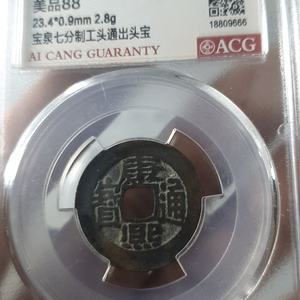 美品88
23.4*0.9mm 2.8g
宝泉七分制工头通出头宝
18809666
AI CANG GUARANTY
ACG
康熙通寶